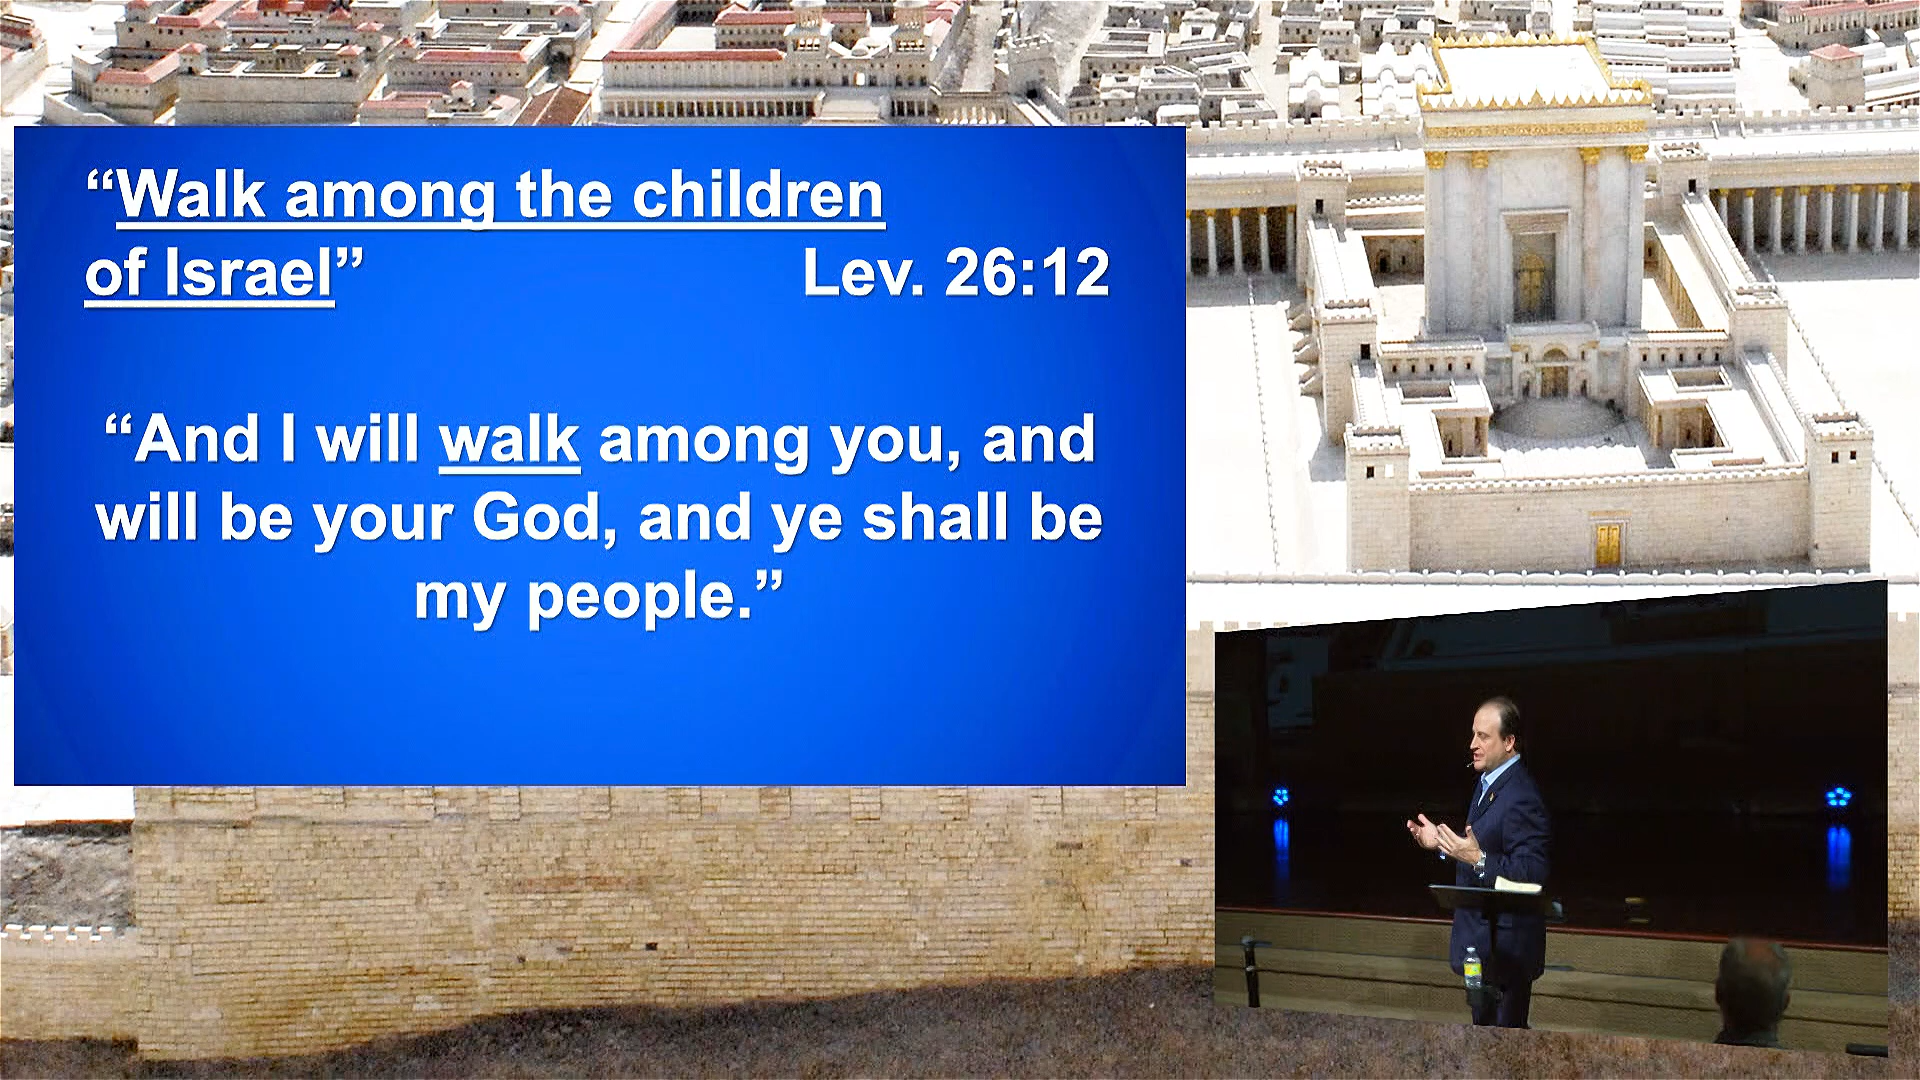 “Walk among the children
of Israel” Lev. 26:12
“And I will walk among you, and
will be your God, and ye shall be
my people.”